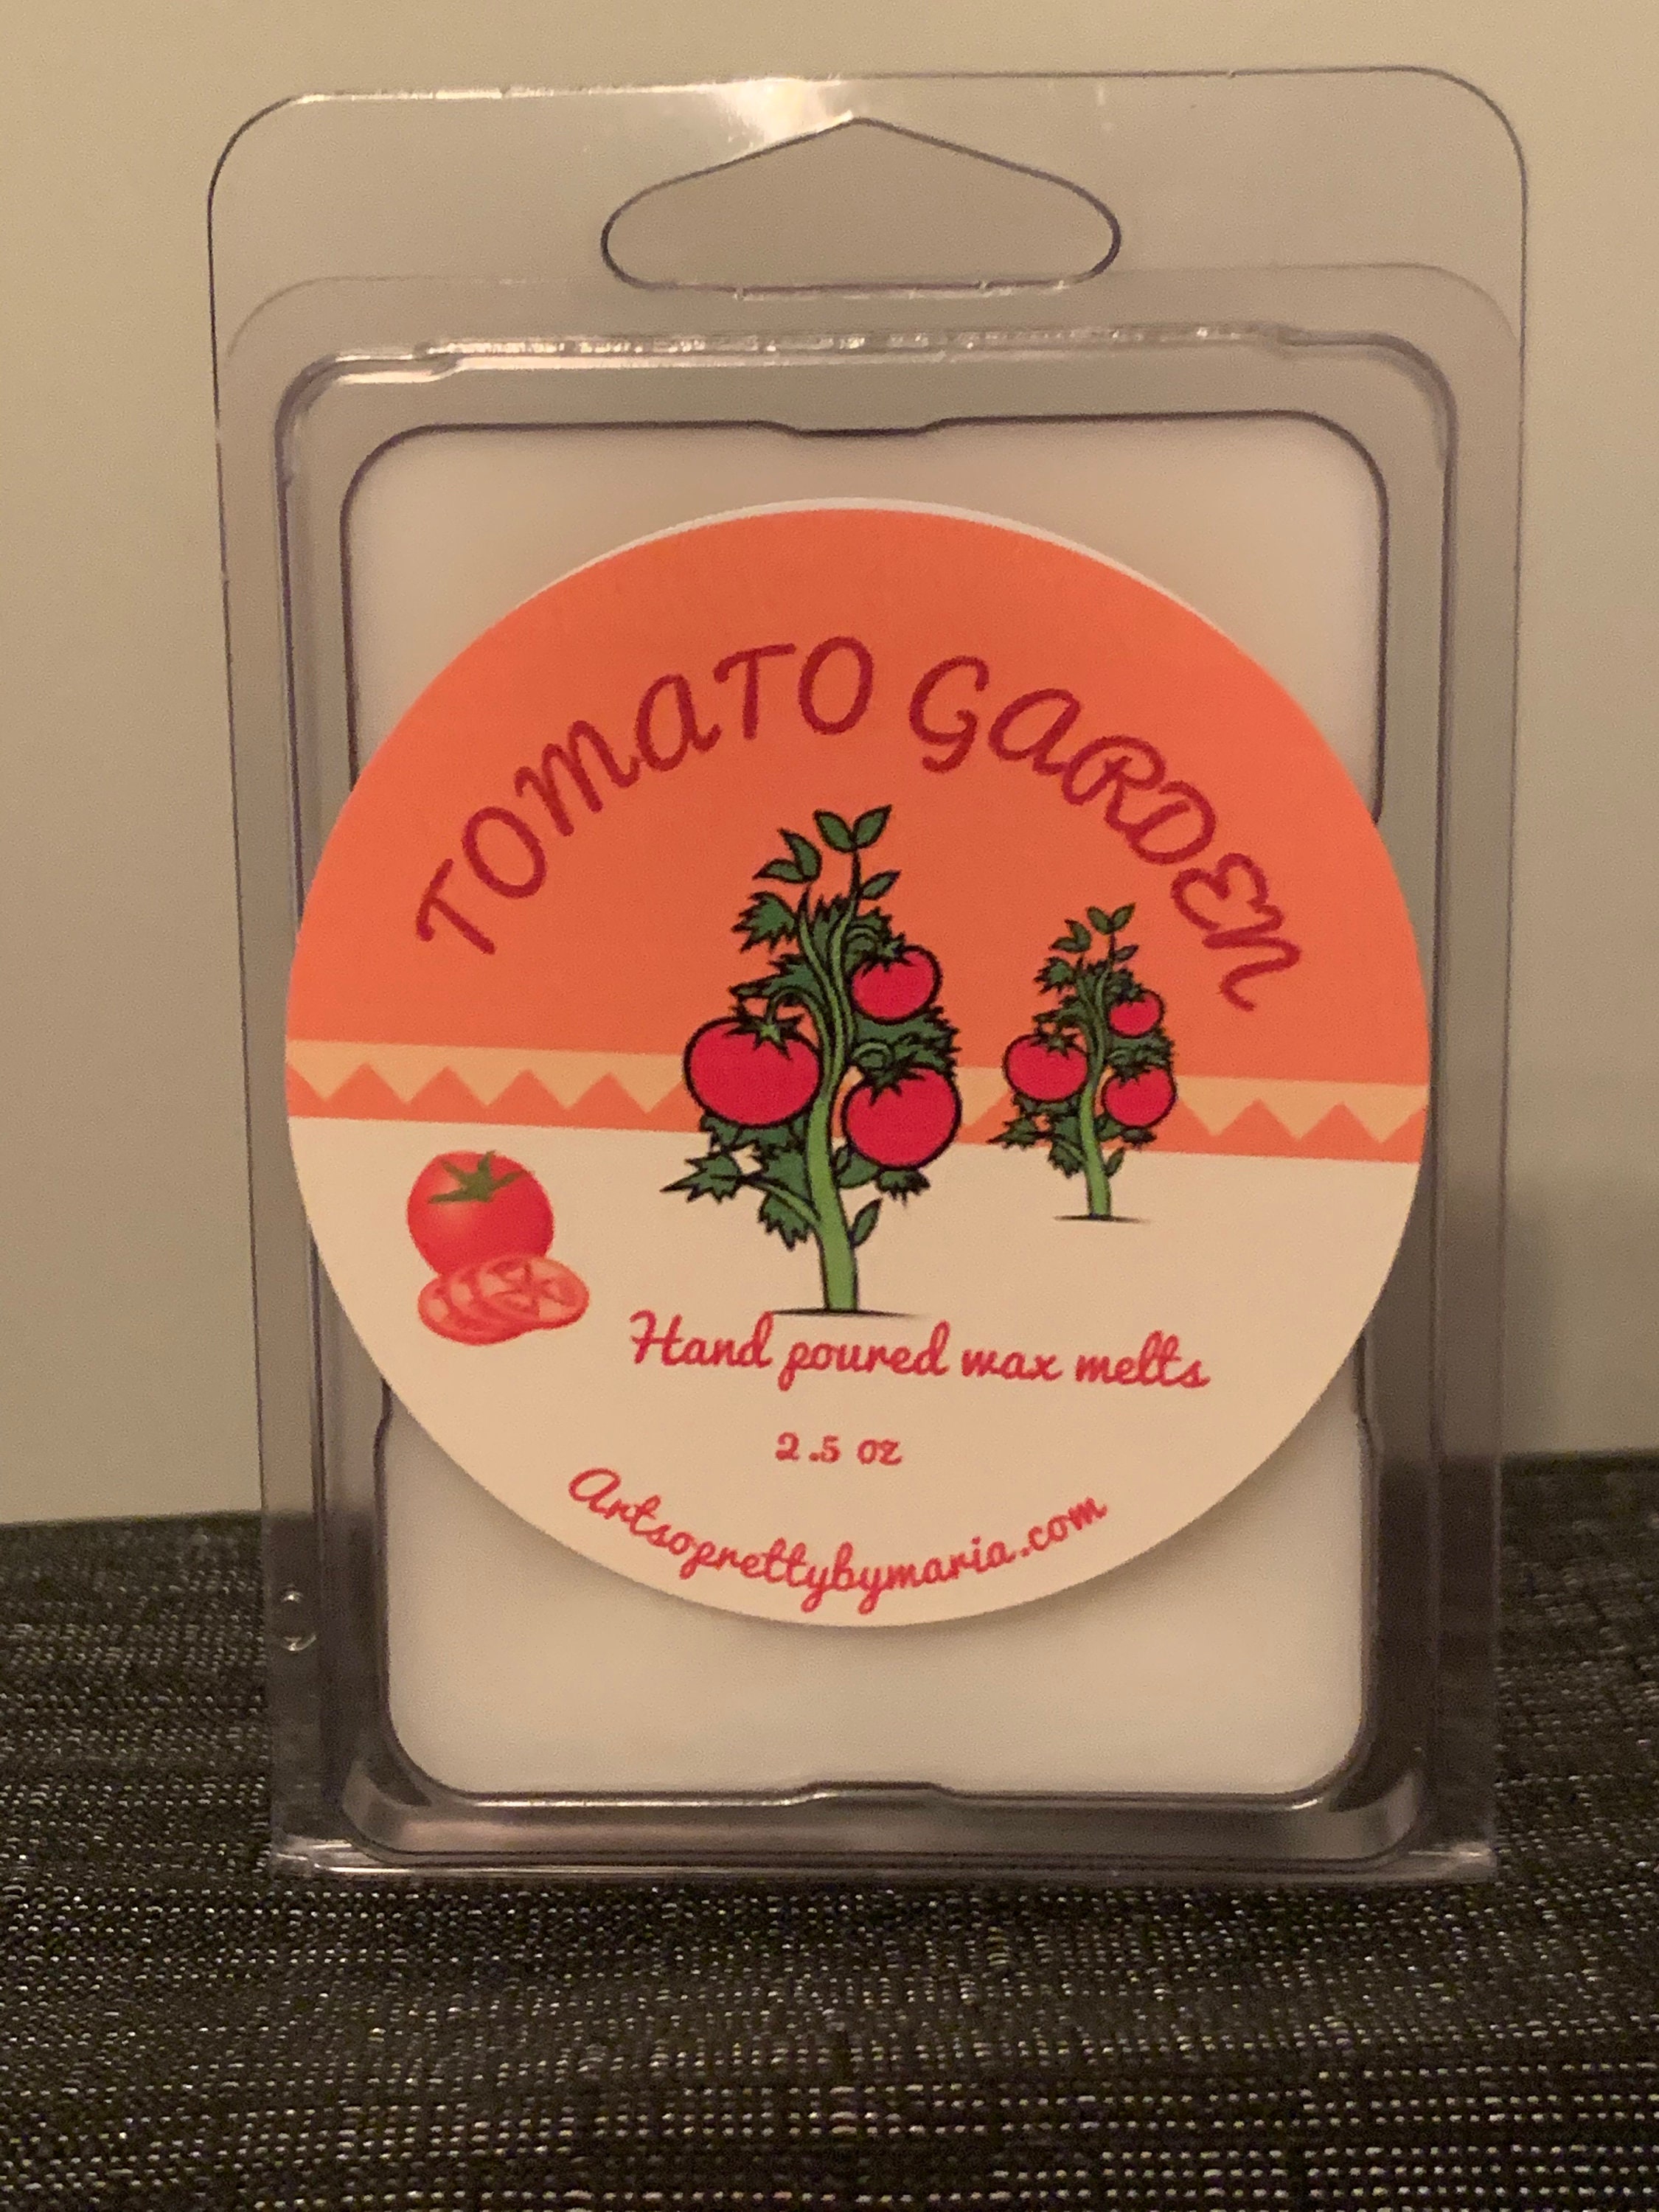 TOMATO GARDEN
Hand poured wax melts
2.5 oz
Artsoprettybymaria.com